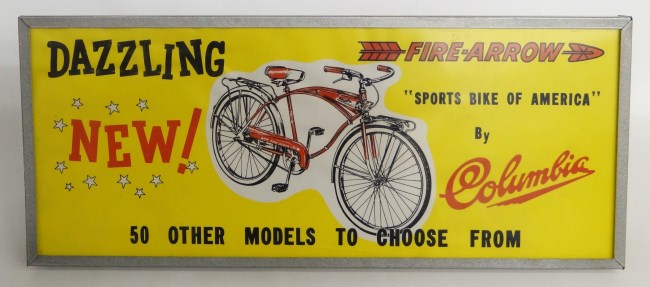 DAZZLING
NEW!
FIRE-ARROW
"SPORTS BIKE OF AMERICA"
By
Columbia
50 OTHER MODELS TO CHOOSE FROM